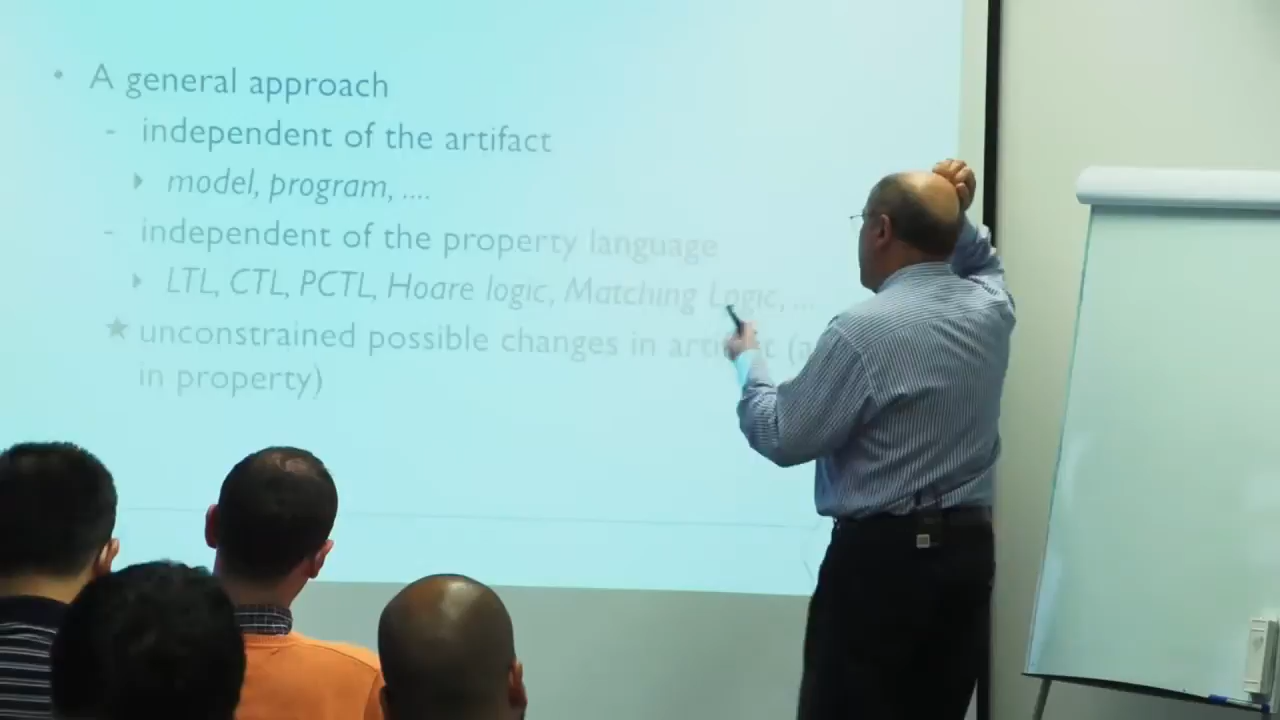 • A general approach
- independent of the artifact
model, program, ....
- independent of the property language
LTL, CTL, PCTL, Hoare logic, Matching Logic, ...
★ unconstrained possible changes in artifact
in property)